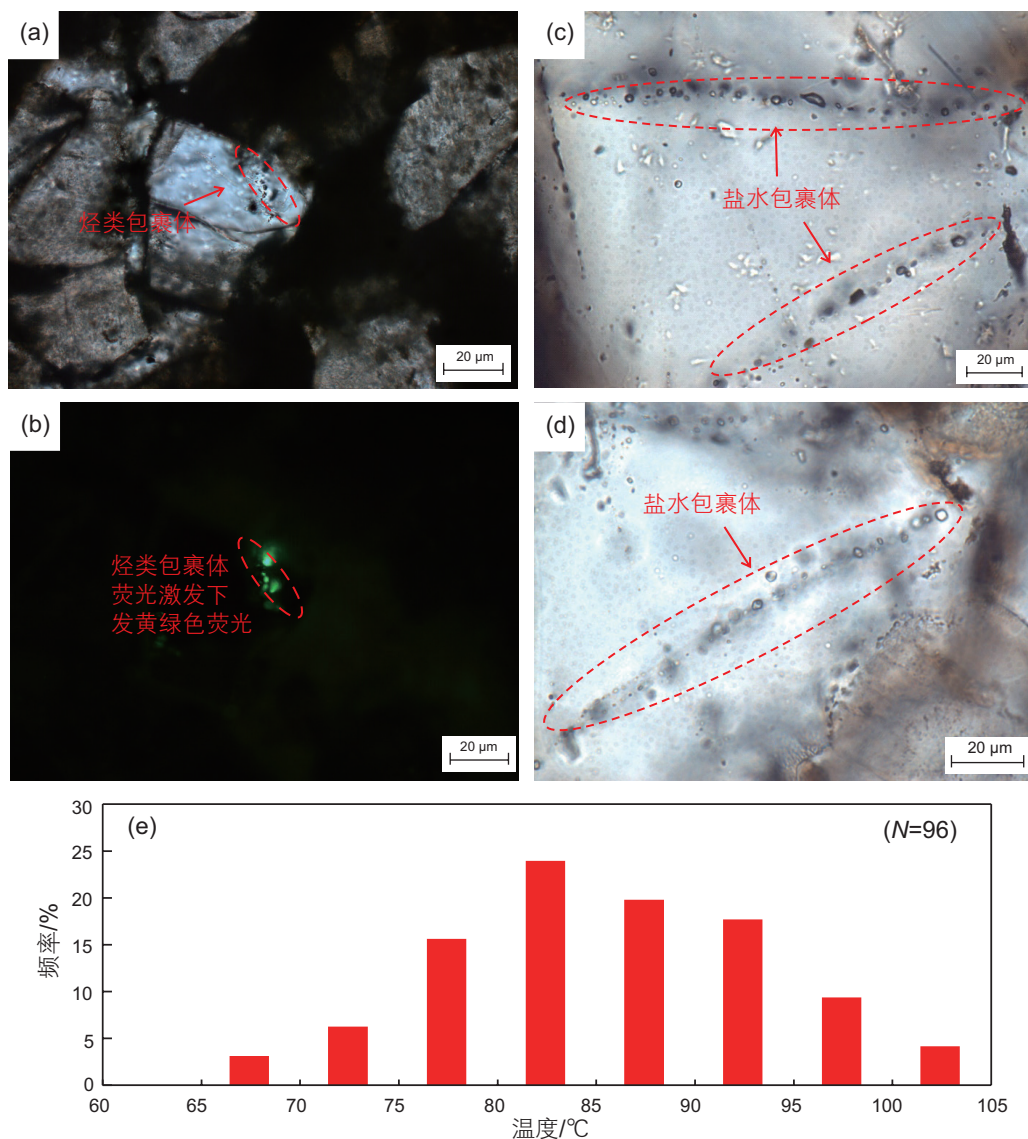 (a)
烃类包裹体
20 μm
(c)
盐水包裹体
20 μm
(b)
烃类包裹体
荧光激发下
发黄绿色荧光
20 μm
(d)
盐水包裹体
20 μm
(e)
(N=96)
频率/%
30
25
20
15
10
5
0
60 65 70 75 80 85 90 95 100 105
温度/℃